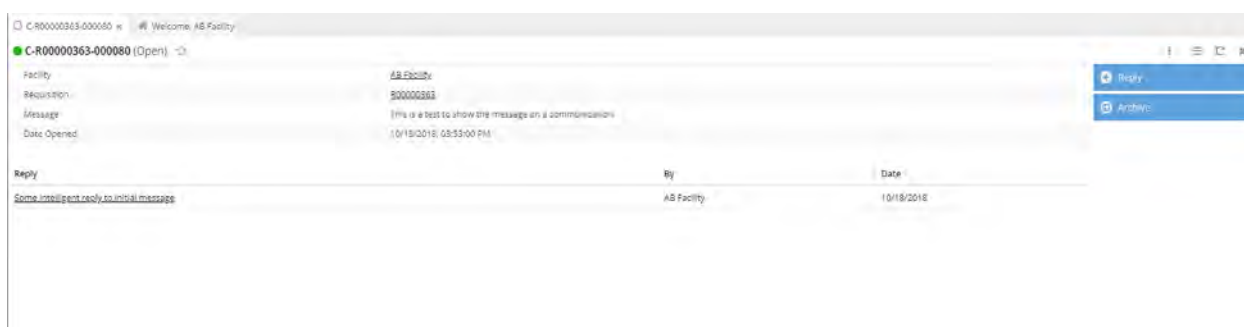 C-R00000363-000080 × Welcome, AB Facility
C-R00000363-000080 (Open)
Facility AB Facility
Requisition R00000363
Message This is a test to show the message on a communication
Date Opened 10/18/2018, 03:53:00 PM
Reply
Archive
Reply By Date
Some intelligent reply to initial message AB Facility 10/18/2018